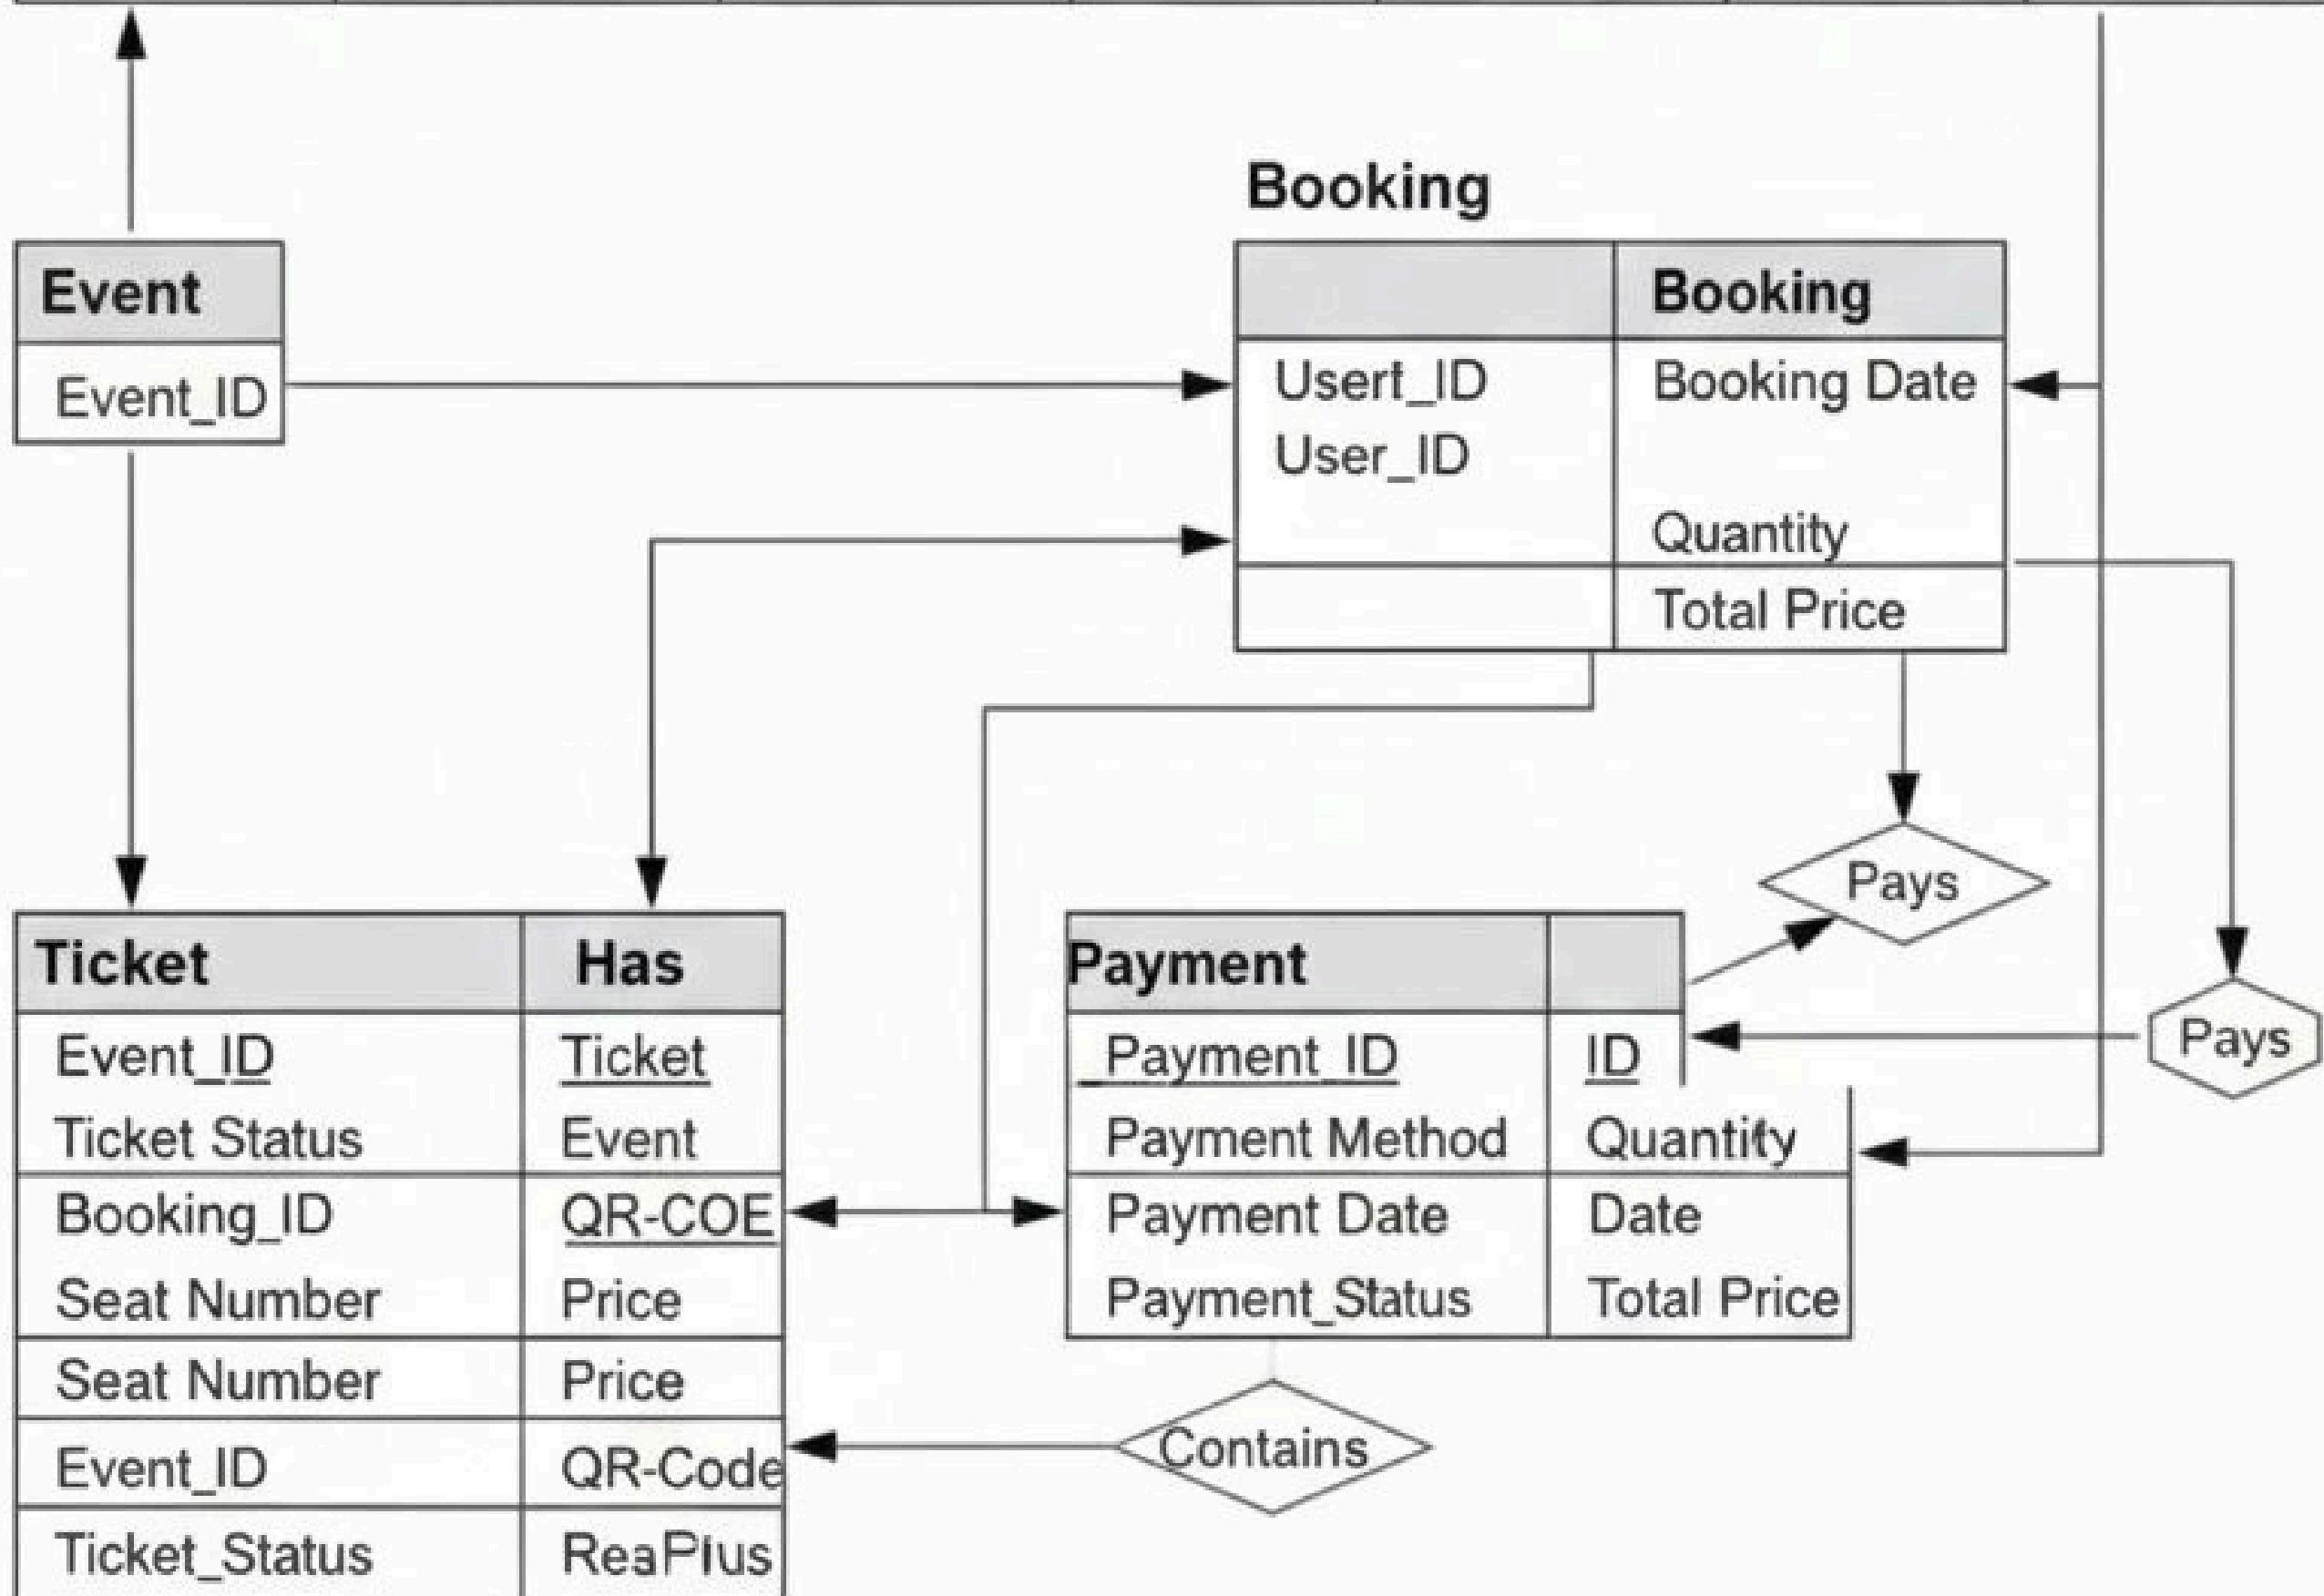 Booking
Event
Event_ID
Booking
Userf_ID Booking Date
User_ID
Quantity
Total Price
Pays
Pays
Ticket Has
Event_ID Ticket
Ticket Status Event
Booking_ID QR-COE
Seat Number Price
Seat Number Price
Event_ID QR-Code
Ticket_Status ReaPlus
Payment
_Payment_ID ID
Payment Method Quantity
Payment Date Date
Payment_Status Total Price
Contains